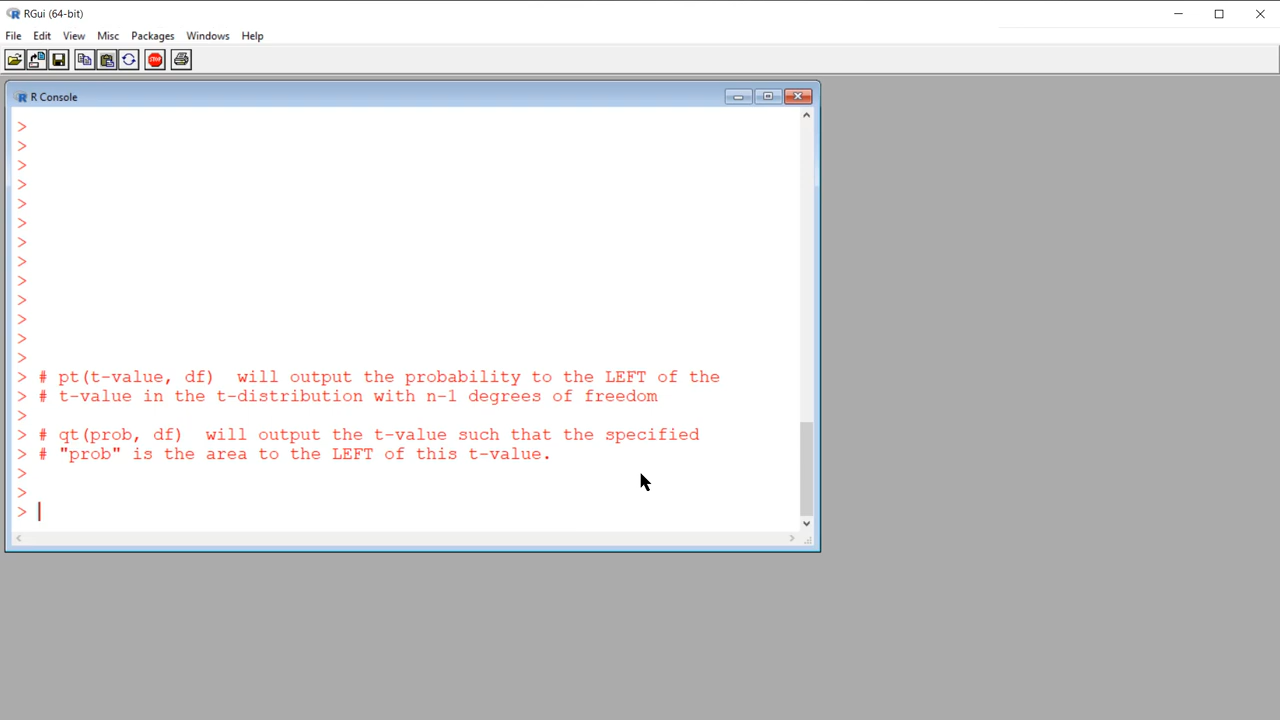 RGui (64-bit)
File Edit View Misc Packages Windows Help
STOP
R Console
>
>
>
>
>
>
>
>
>
>
>
>
>
> # pt(t-value, df)  will output the probability to the LEFT of the
> # t-value in the t-distribution with n-1 degrees of freedom
>
> # qt(prob, df)  will output the t-value such that the specified
> # "prob" is the area to the LEFT of this t-value.
>
>
>